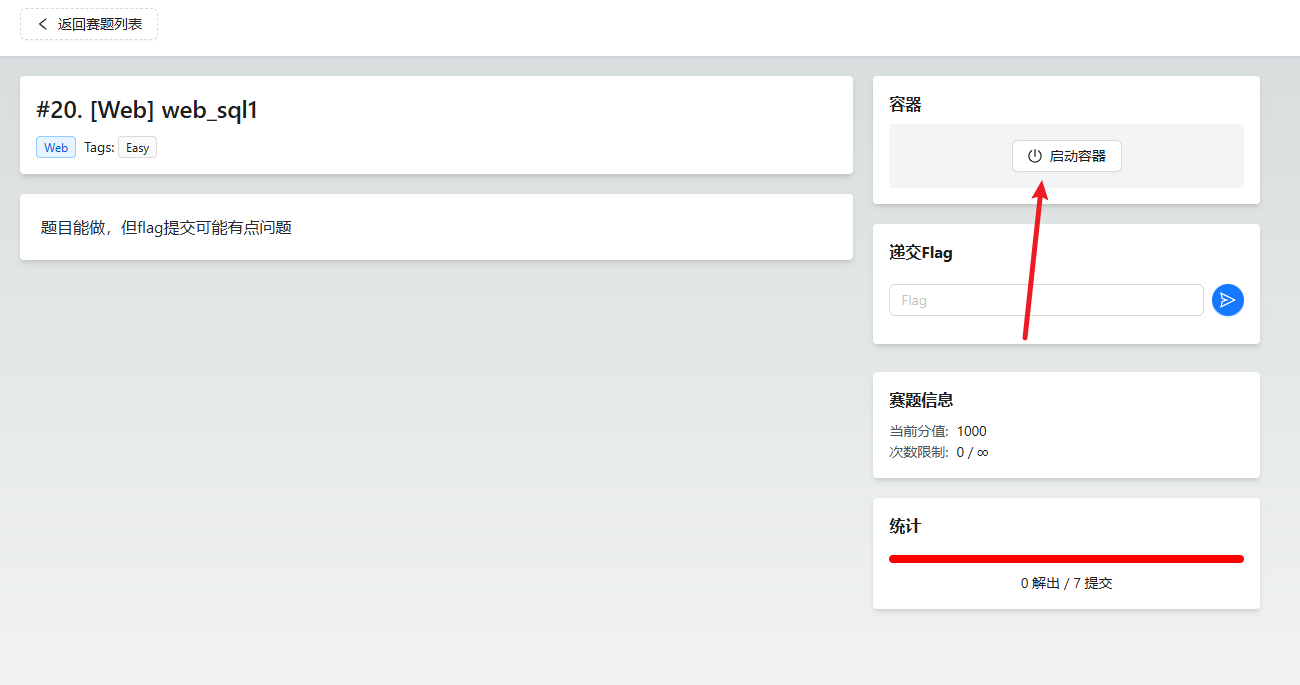 返回赛题列表
#20. [Web] web_sql1
Web Tags: Easy
题目能做，但flag提交可能有点问题
容器
启动容器
递交Flag
Flag
赛题信息
当前分值: 1000
次数限制: 0 / ∞
统计
0 解出 / 7 提交